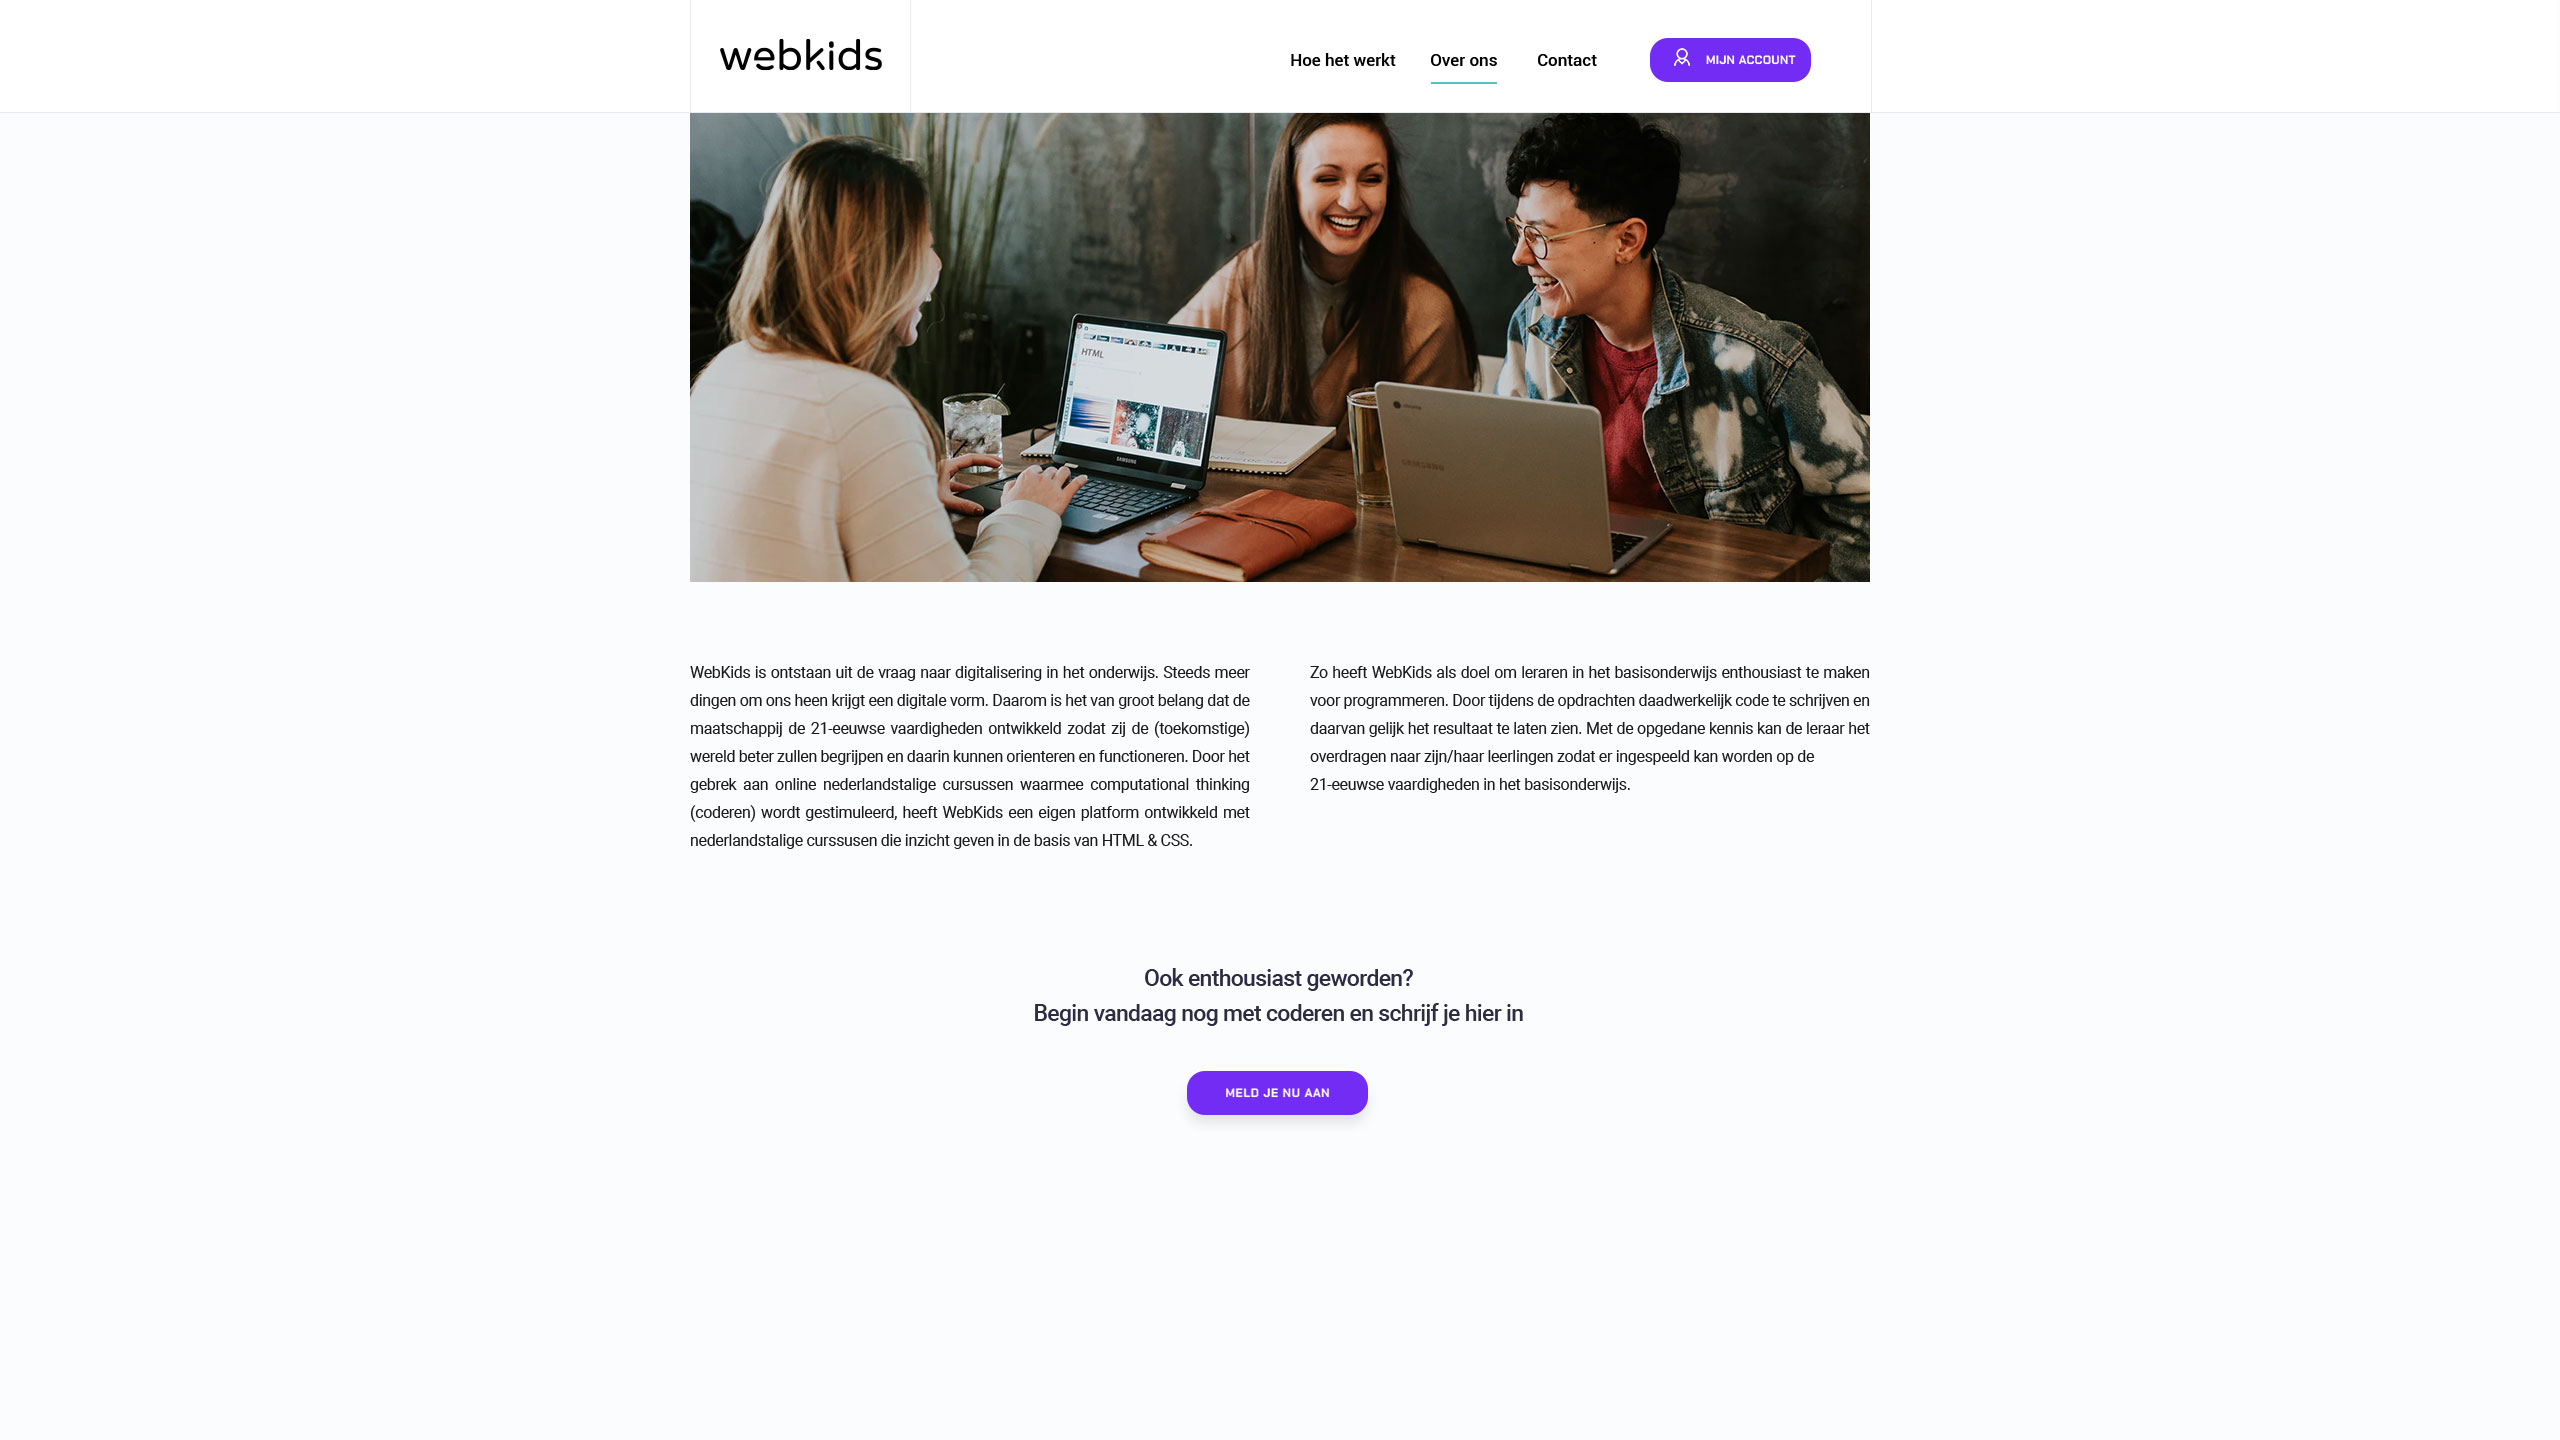 webkids
Hoe het werkt
Over ons
Contact
MIJN ACCOUNT
HTML
SAMSUNG
chrome
SAMSUNG
WebKids is ontstaan uit de vraag naar digitalisering in het onderwijs. Steeds meer
dingen om ons heen krijgt een digitale vorm. Daarom is het van groot belang dat de
maatschappij de 21-eeuwse vaardigheden ontwikkeld zodat zij de (toekomstige)
wereld beter zullen begrijpen en daarin kunnen orienteren en functioneren. Door het
gebrek aan online nederlandstalige cursussen waarmee computational thinking
(coderen) wordt gestimuleerd, heeft WebKids een eigen platform ontwikkeld met
nederlandstalige curssusen die inzicht geven in de basis van HTML & CSS.
Zo heeft WebKids als doel om leraren in het basisonderwijs enthousiast te maken
voor programmeren. Door tijdens de opdrachten daadwerkelijk code te schrijven en
daarvan gelijk het resultaat te laten zien. Met de opgedane kennis kan de leraar het
overdragen naar zijn/haar leerlingen zodat er ingespeeld kan worden op de
21-eeuwse vaardigheden in het basisonderwijs.
Ook enthousiast geworden?
Begin vandaag nog met coderen en schrijf je hier in
MELD JE NU AAN